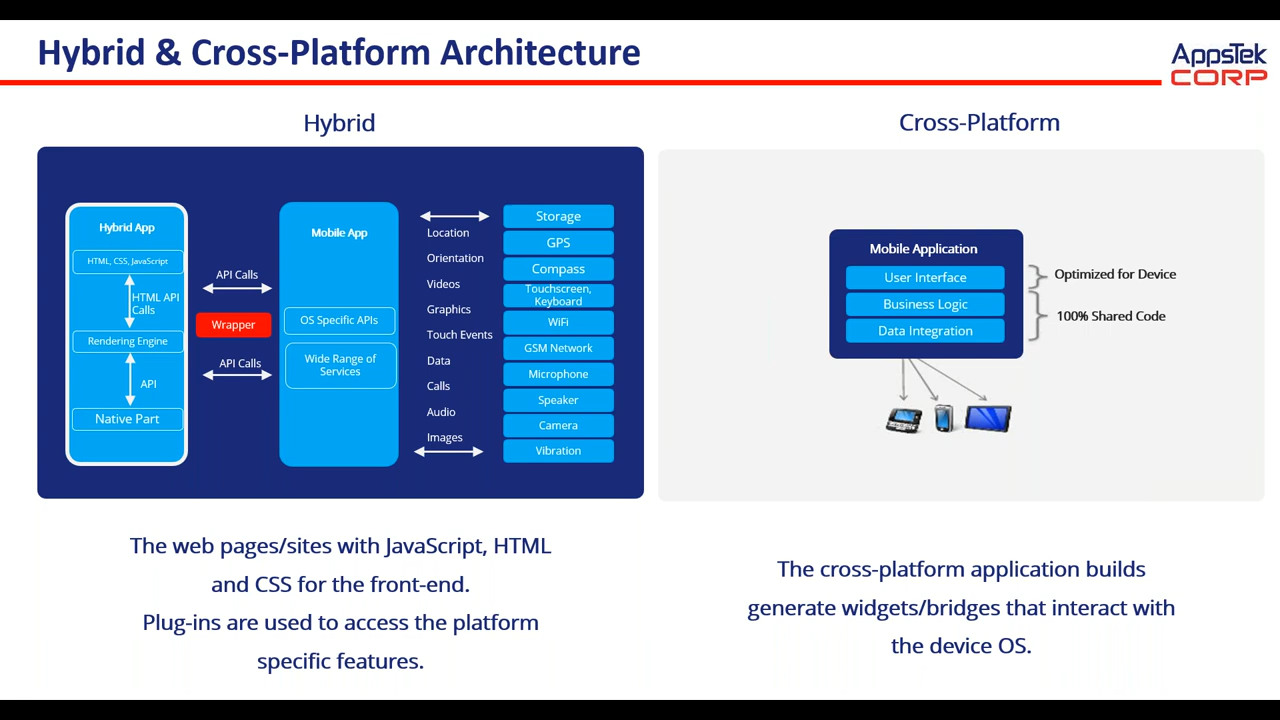 Hybrid & Cross-Platform Architecture
AppsTek
CORP
Hybrid
Hybrid App
HTML, CSS, JavaScript
HTML API
Calls
Rendering Engine
API
Native Part
API Calls
Wrapper
API Calls
Mobile App
OS Specific APIs
Wide Range of
Services
Location
Orientation
Videos
Graphics
Touch Events
Data
Calls
Audio
Images
Storage
GPS
Compass
Touchscreen,
Keyboard
WiFi
GSM Network
Microphone
Speaker
Camera
Vibration
The web pages/sites with JavaScript, HTML
and CSS for the front-end.
Plug-ins are used to access the platform
specific features.
Cross-Platform
Mobile Application
User Interface
Business Logic
Data Integration
Optimized for Device
100% Shared Code
The cross-platform application builds
generate widgets/bridges that interact with
the device OS.